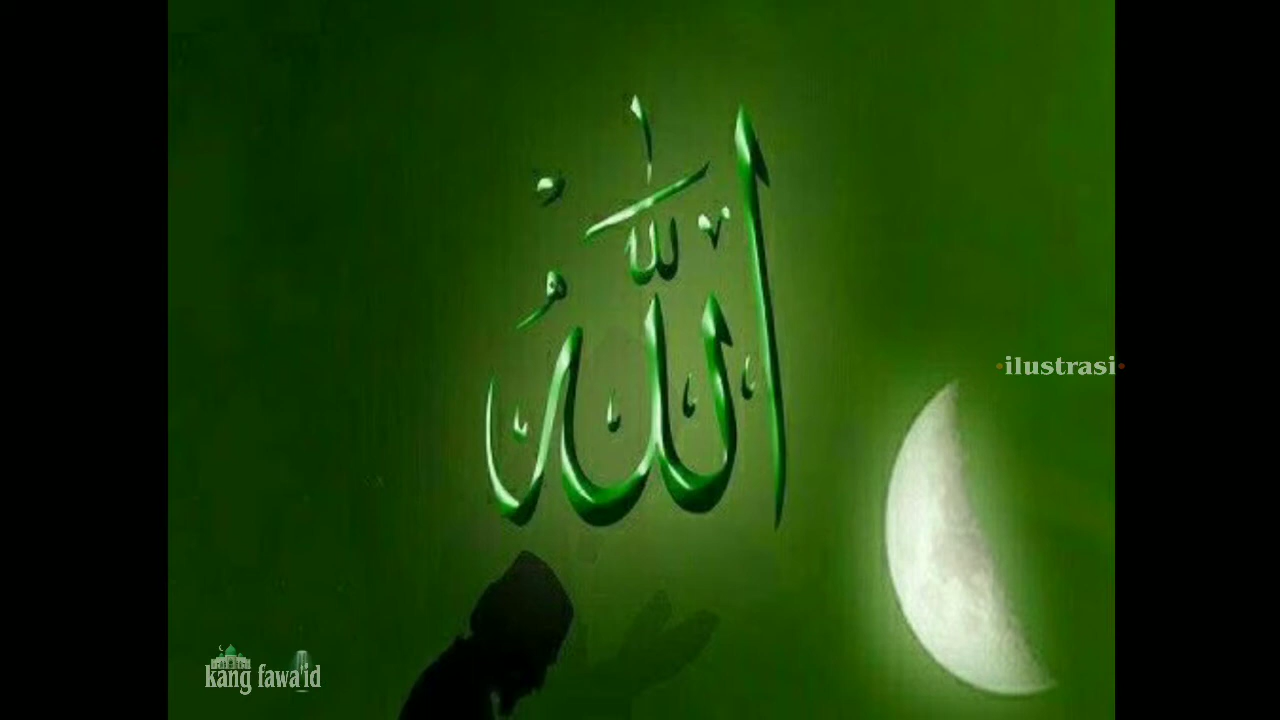 الله
•ilustrasi•
kang fawa'id